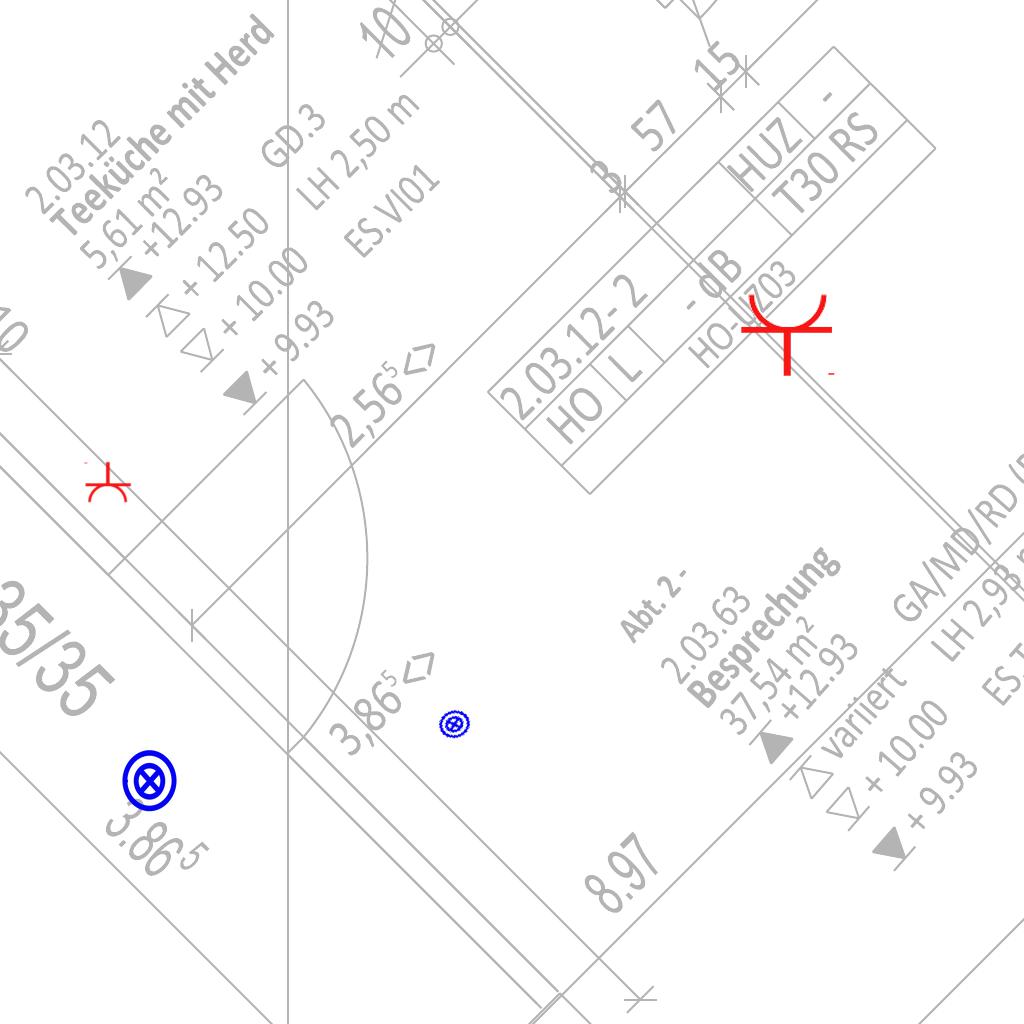 10
2.03.12
Teeküche mit Herd
5,61 m²
+12.93
+ 12.50
+ 10.00
+ 9.93
GD.3
LH 2,50 m
ES.VI01
15
57
3
HUZ -
T30 RS
2.03.12- 2 - dB
HO L
2,56⁵ <>
35/35
3.86⁵
3,86⁵ <>
8.97
Abt. 2 -
2.03.63
Besprechung
37,54 m²
+12.93
variiert
+ 10.00
+ 9.93
GA/MD/RD
LH 2,93